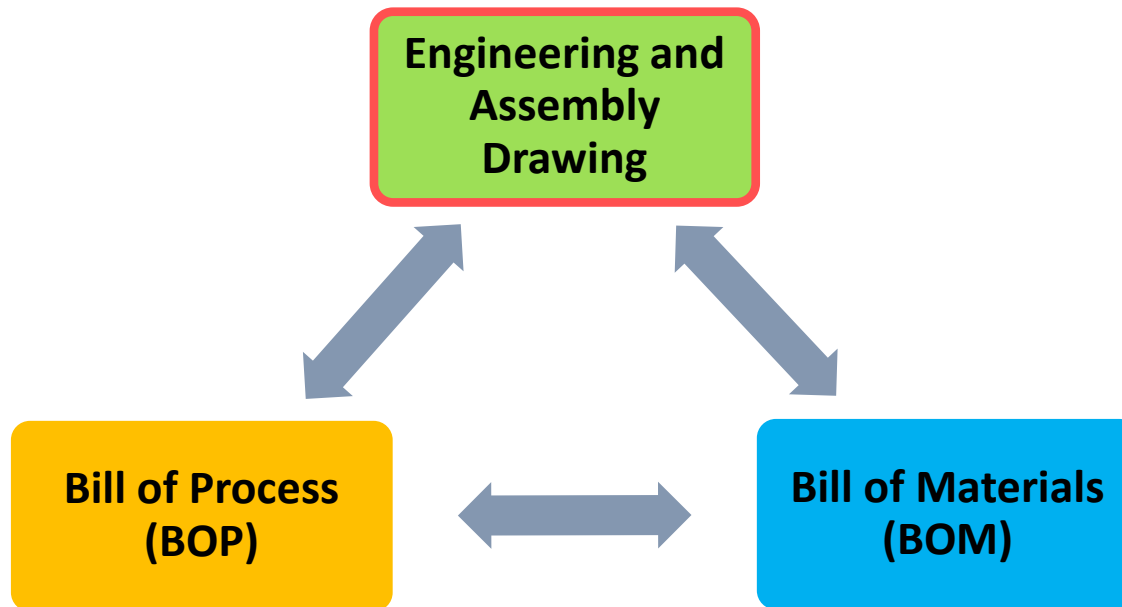 Engineering and
Assembly
Drawing
Bill of Process
(BOP)
Bill of Materials
(BOM)